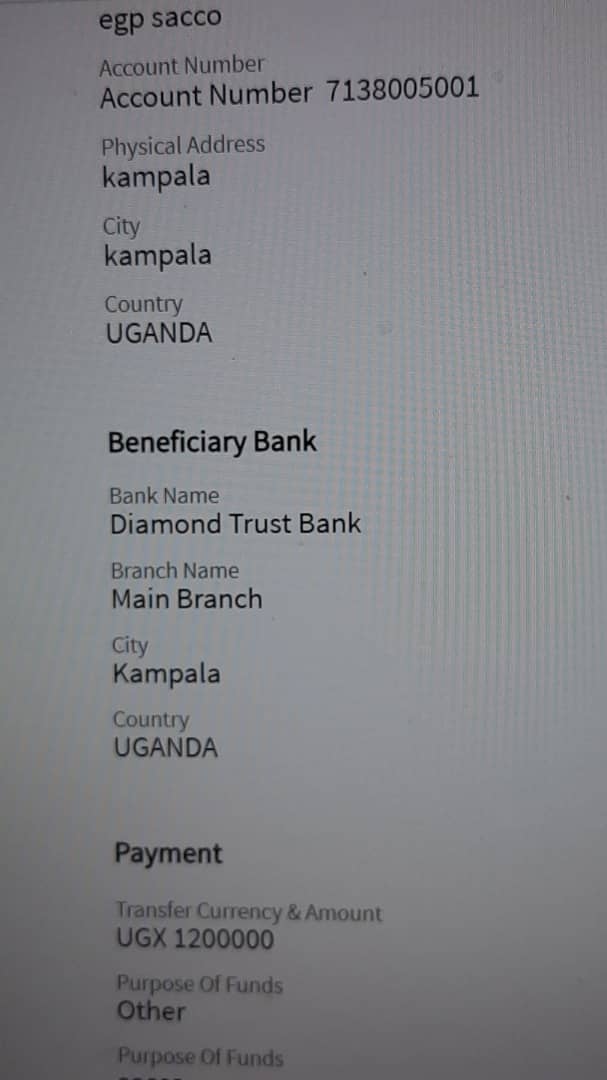 egp sacco
Account Number
Account Number 7138005001
Physical Address
kampala
City
kampala
Country
UGANDA
Beneficiary Bank
Bank Name
Diamond Trust Bank
Branch Name
Main Branch
City
Kampala
Country
UGANDA
Payment
Transfer Currency & Amount
UGX 1200000
Purpose Of Funds
Other
Purpose Of Funds